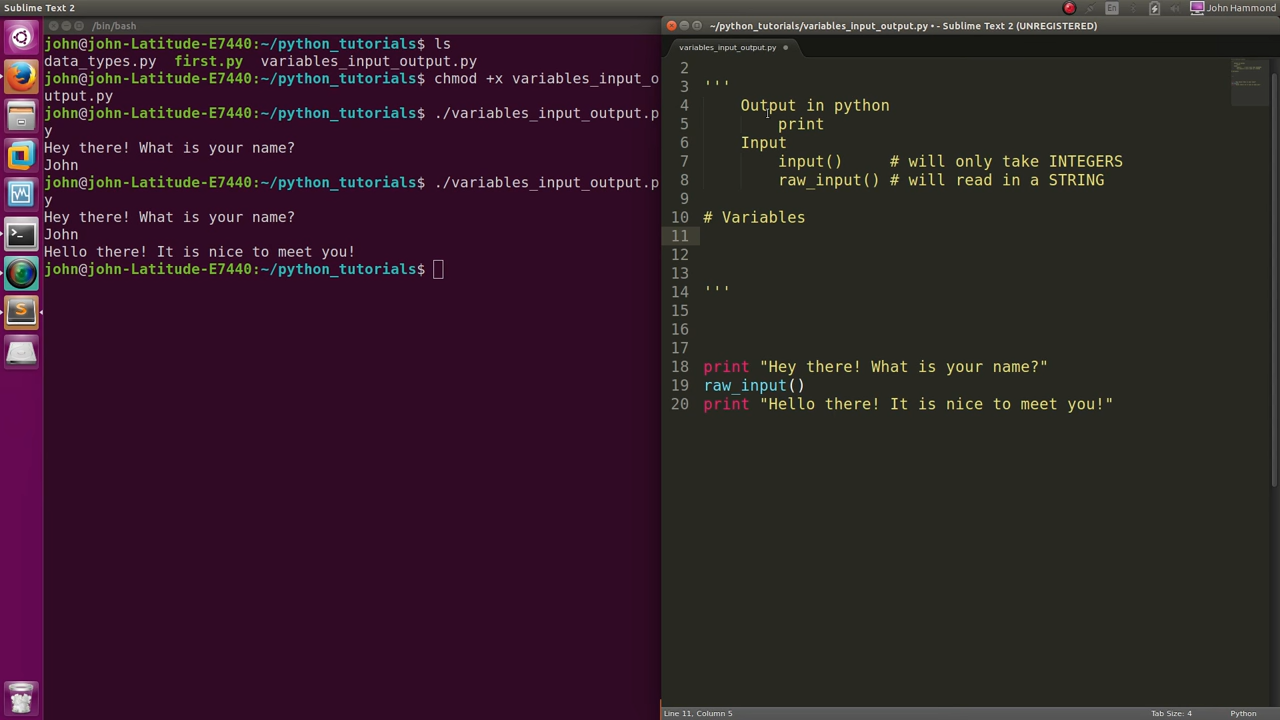 Sublime Text 2
En
John Hammond
/bin/bash
john@john-Latitude-E7440:~/python_tutorials$ ls
data_types.py  first.py  variables_input_output.py
john@john-Latitude-E7440:~/python_tutorials$ chmod +x variables_input_o
utput.py
john@john-Latitude-E7440:~/python_tutorials$ ./variables_input_output.p
y
Hey there! What is your name?
John
john@john-Latitude-E7440:~/python_tutorials$ ./variables_input_output.p
y
Hey there! What is your name?
John
Hello there! It is nice to meet you!
john@john-Latitude-E7440:~/python_tutorials$
~/python_tutorials/variables_input_output.py • - Sublime Text 2 (UNREGISTERED)
variables_input_output.py
2
3 '''
4     Output in python
5         print
6     Input
7         input()     # will only take INTEGERS
8         raw_input() # will read in a STRING
9
10 # Variables
11
12
13
14 '''
15
16
17
18 print "Hey there! What is your name?"
19 raw_input()
20 print "Hello there! It is nice to meet you!"
Line 11, Column 5
Tab Size: 4
Python